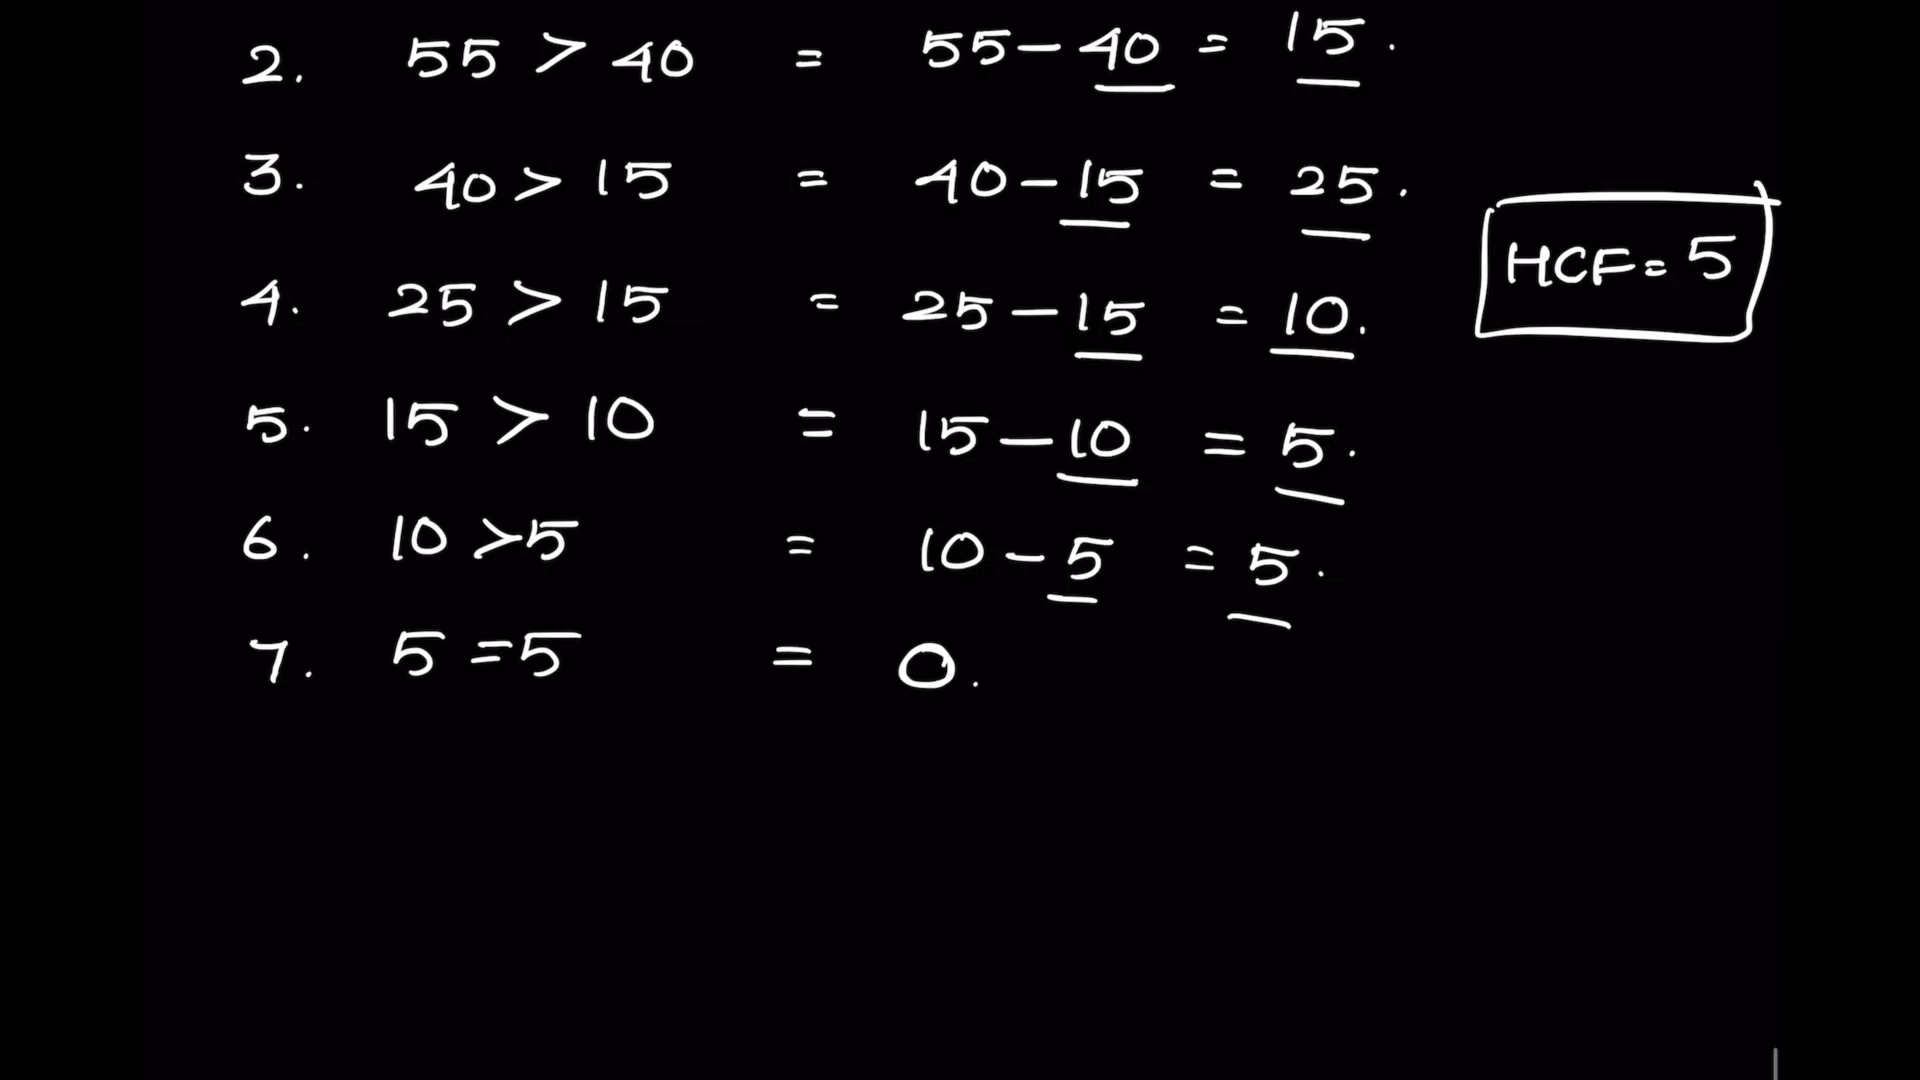 2. 55 > 40 = 55 - 40 = 15.
3. 40 > 15 = 40 - 15 = 25.
HCF = 5
4. 25 > 15 = 25 - 15 = 10.
5. 15 > 10 = 15 - 10 = 5.
6. 10 > 5 = 10 - 5 = 5.
7. 5 = 5 = 0.